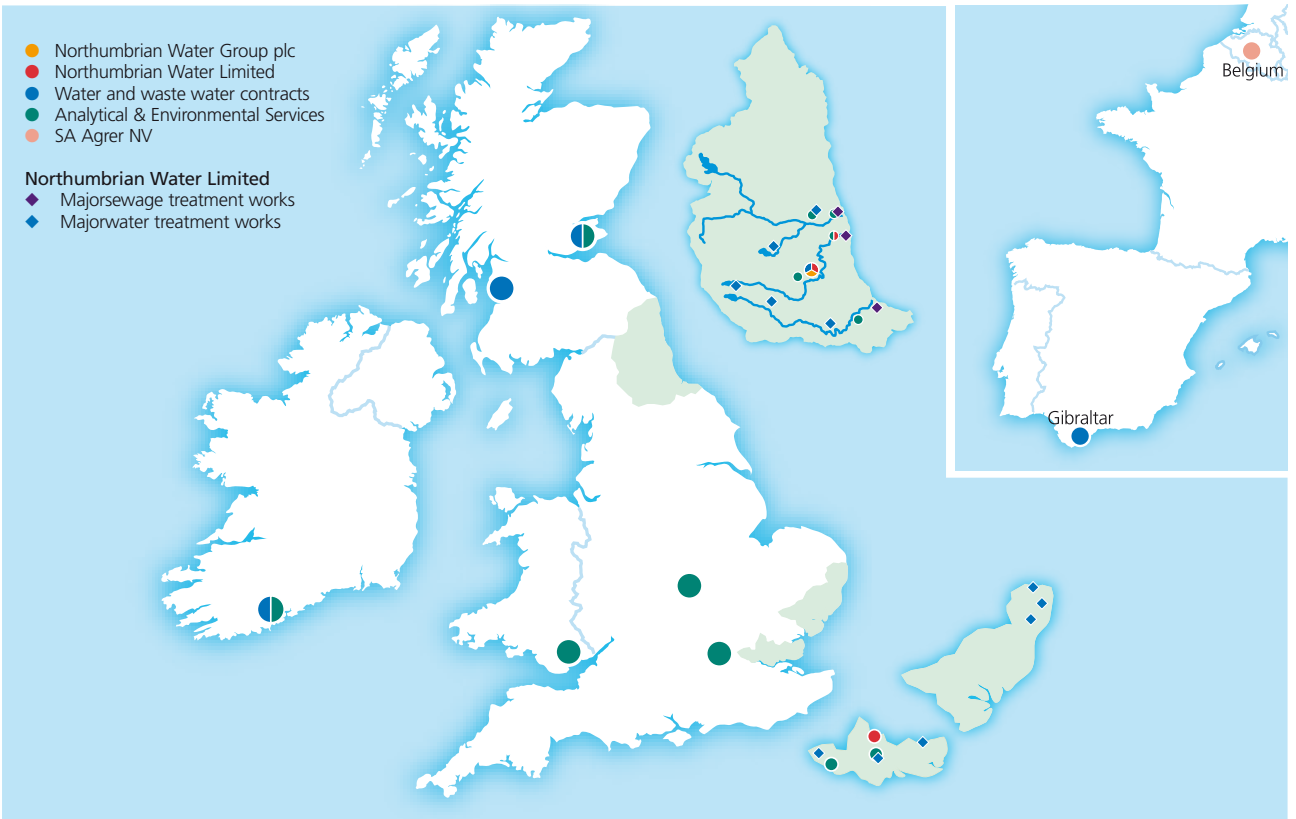 Northumbrian Water Group plc
Northumbrian Water Limited
Water and waste water contracts
Analytical & Environmental Services
SA Agrer NV
Northumbrian Water Limited
Majorsewage treatment works
Majorwater treatment works
Belgium
Gibraltar